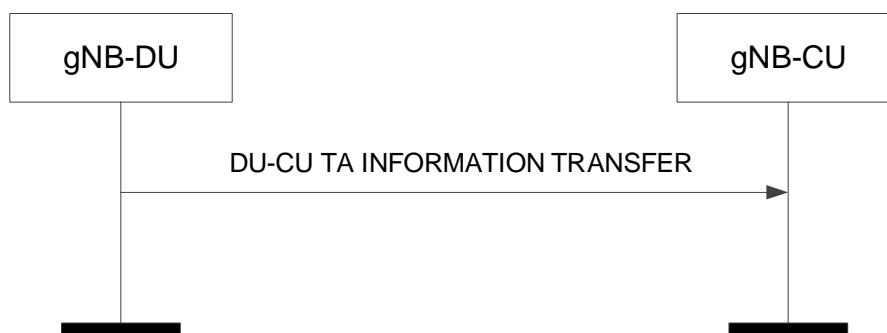 gNB-DU
gNB-CU
DU-CU TA INFORMATION TRANSFER